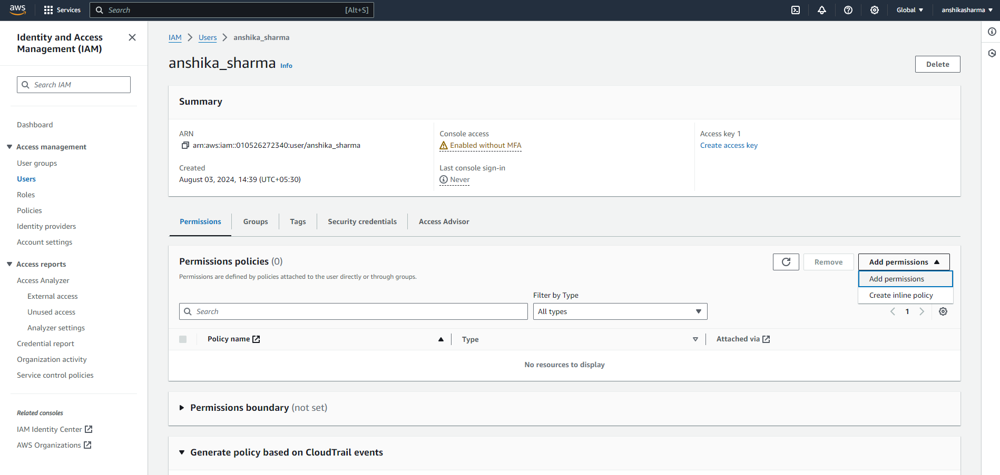 aws
Services
Search
[Alt+S]
Global
anshikasharma
Identity and Access
Management (IAM)
Search IAM
Dashboard
Access management
User groups
Users
Roles
Policies
Identity providers
Account settings
Access reports
Access Analyzer
External access
Unused access
Analyzer settings
Credential report
Organization activity
Service control policies
Related consoles
IAM Identity Center
AWS Organizations
IAM
Users
anshika_sharma
anshika_sharma Info
Delete
Summary
ARN
arn:aws:iam::010526272340:user/anshika_sharma
Created
August 03, 2024, 14:39 (UTC+05:30)
Console access
Enabled without MFA
Last console sign-in
Never
Access key 1
Create access key
Permissions
Groups
Tags
Security credentials
Access Advisor
Permissions policies (0)
Permissions are defined by policies attached to the user directly or through groups.
Remove
Add permissions
Add permissions
Create inline policy
Filter by Type
Search
All types
1
Policy name
Type
Attached via
No resources to display
Permissions boundary (not set)
Generate policy based on CloudTrail events